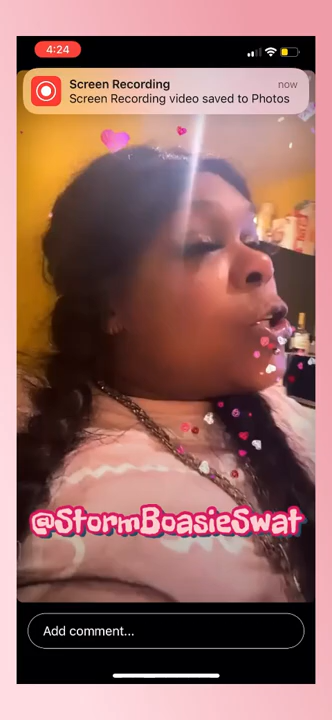 4:24
Screen Recording
now
Screen Recording video saved to Photos
@StormBoasieSwat
Add comment...